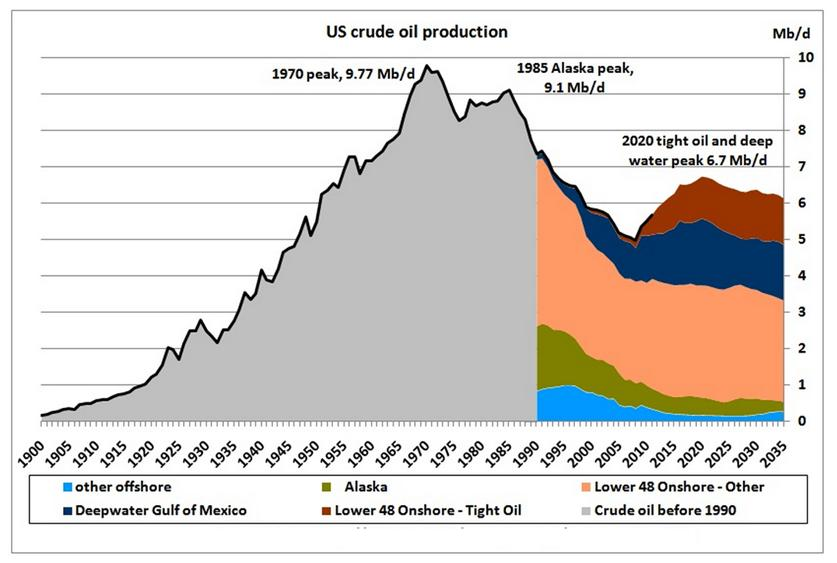 US crude oil production
Mb/d
1970 peak, 9.77 Mb/d
1985 Alaska peak,
9.1 Mb/d
2020 tight oil and deep
water peak 6.7 Mb/d
10
9
8
7
6
5
4
3
2
1
0
1900 1905 1910 1915 1920 1925 1930 1935 1940 1945 1950 1955 1960 1965 1970 1975 1980 1985 1990 1995 2000 2005 2010 2015 2020 2025 2030 2035
other offshore Alaska Lower 48 Onshore - Other
Deepwater Gulf of Mexico Lower 48 Onshore - Tight Oil Crude oil before 1990